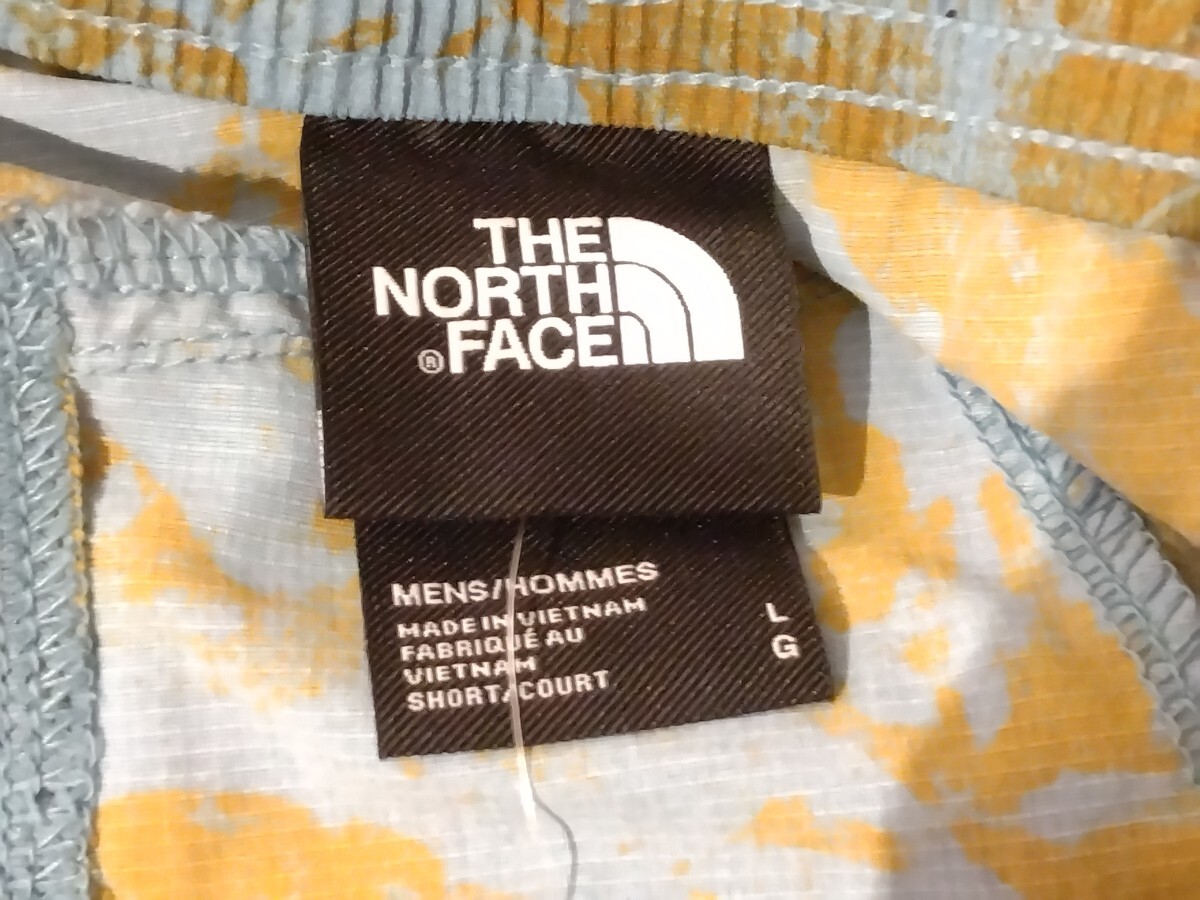 THE
NORTH
FACE
®
MENS/HOMMES
MADE IN VIETNAM
FABRIQUÉ AU
VIETNAM
SHORT/COURT
L
G